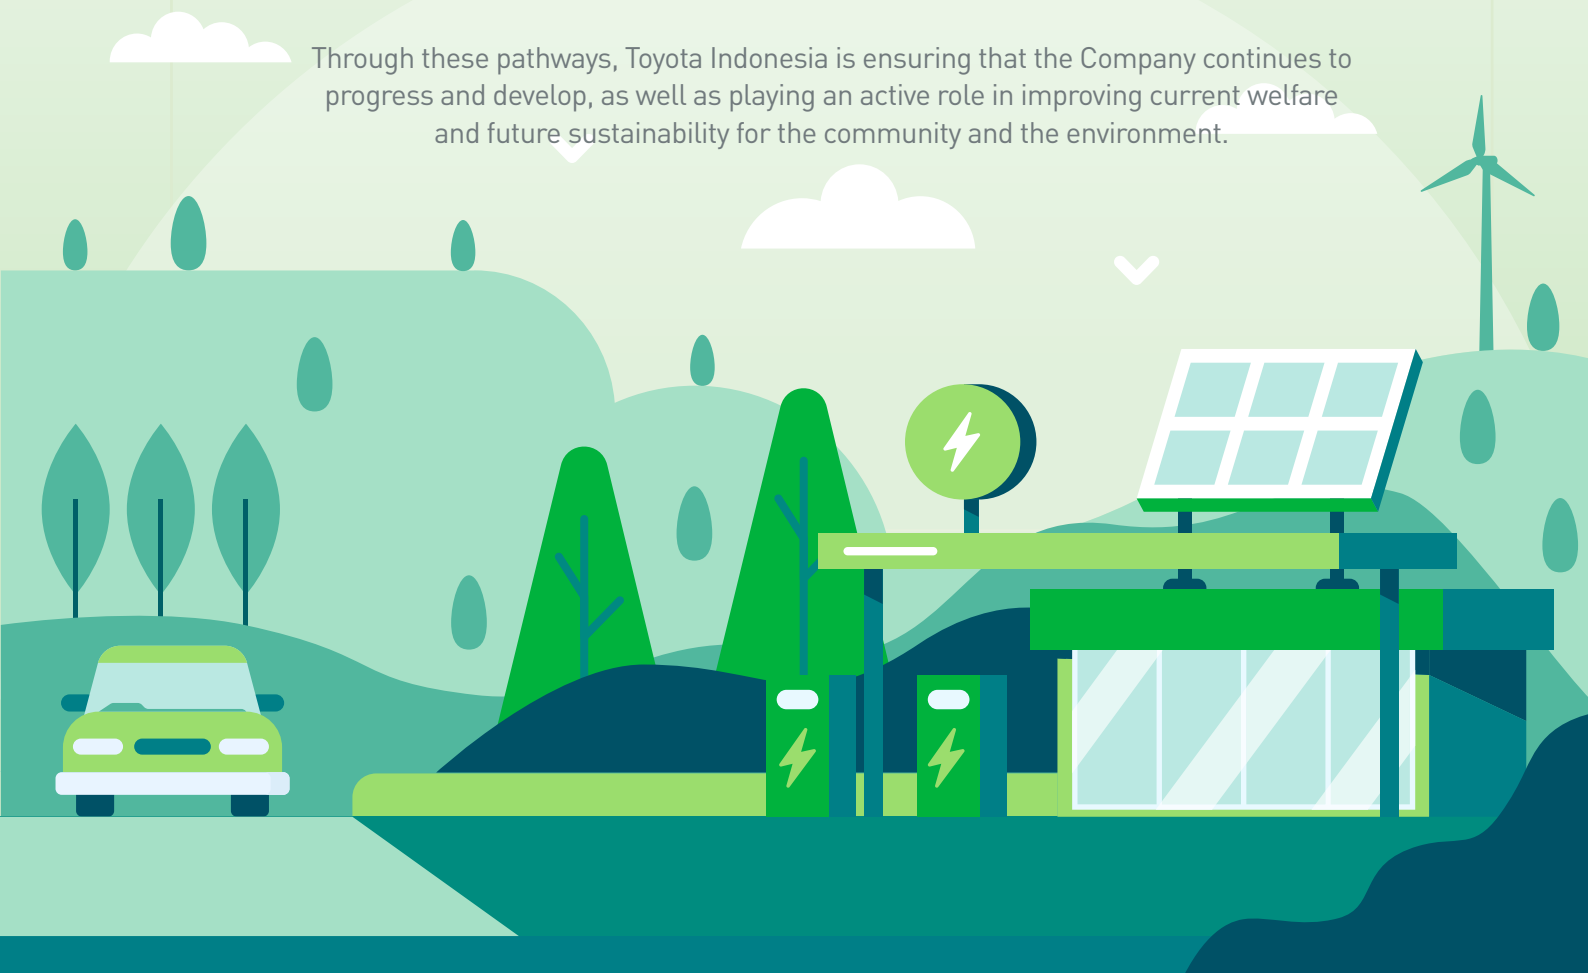 Through these pathways, Toyota Indonesia is ensuring that the Company continues to
progress and develop, as well as playing an active role in improving current welfare
and future sustainability for the community and the environment.